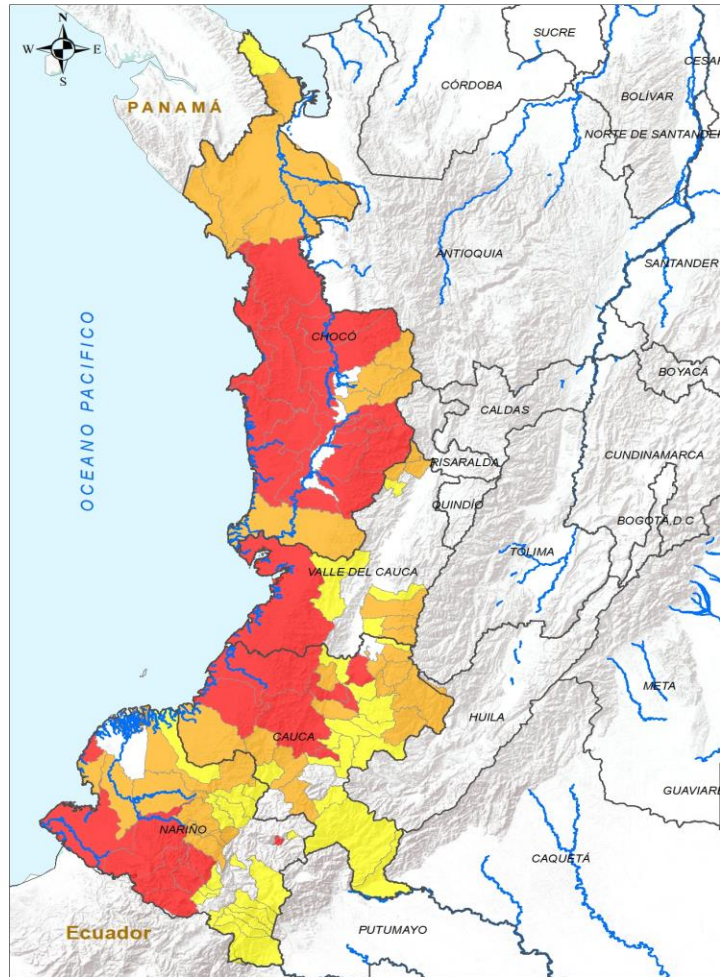 SUCRE
N
W E
S
CÓRDOBA
CESAR
BOLÍVAR
PANAMÁ
NORTE DE SANTANDER
ANTIOQUIA
SANTANDER
OCEANO PACIFICO
CHOCÓ
BOYACÁ
CALDAS
CUNDINAMARCA
RISARALDA
QUINDÍO
BOGOTÁ, D.C
TOLIMA
VALLE DEL CAUCA
META
HUILA
CAUCA
GUAVIARE
NARIÑO
CAQUETÁ
Ecuador
PUTUMAYO